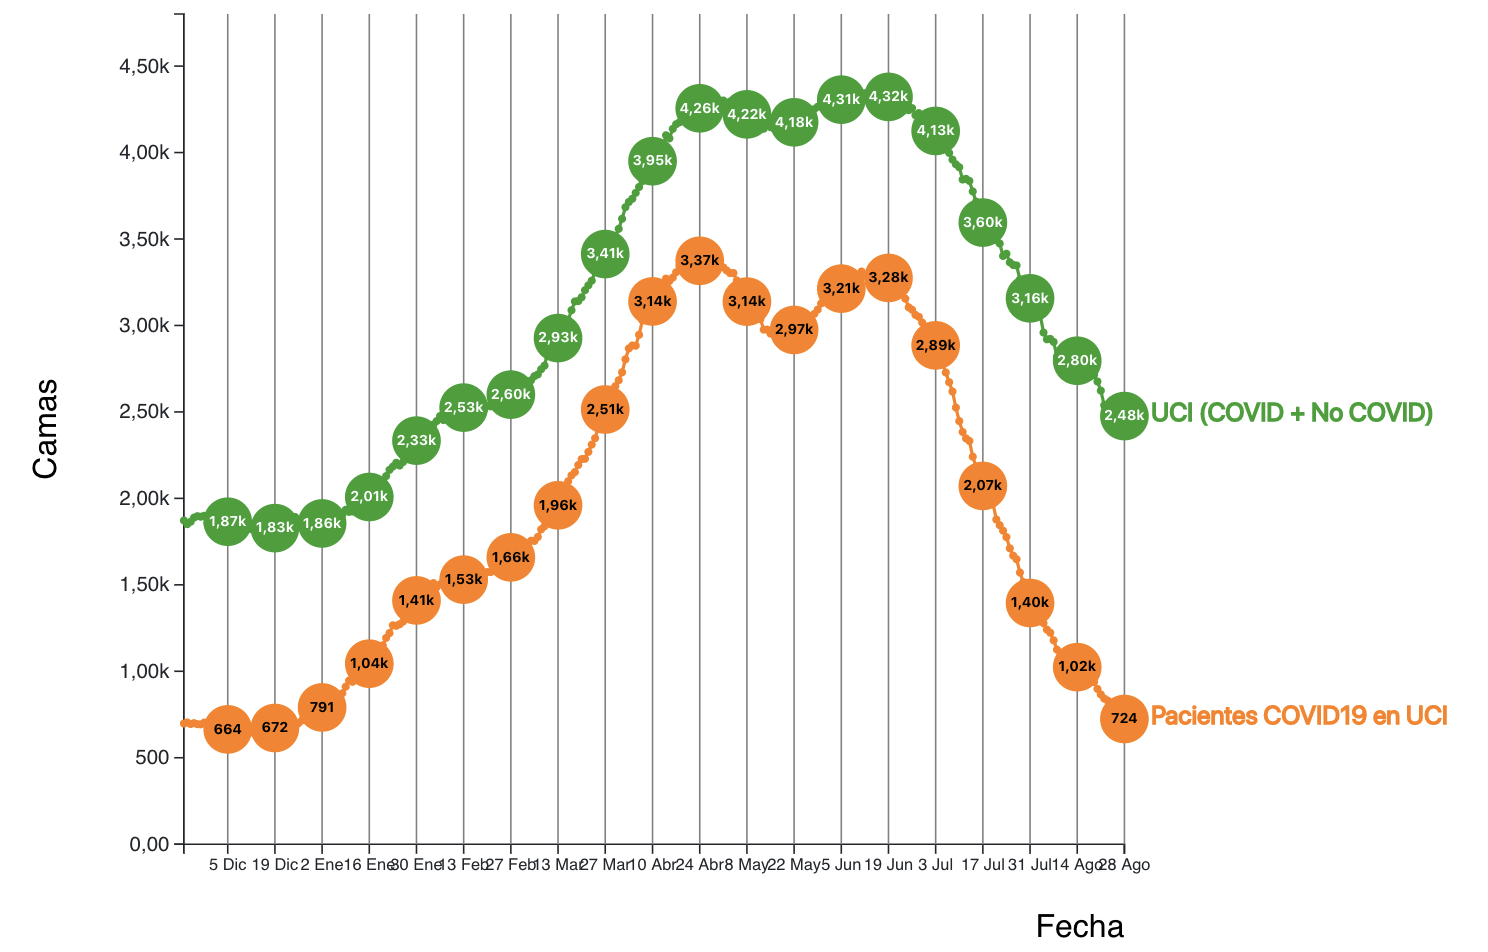 4,50k
4,00k
3,50k
3,00k
2,50k
2,00k
1,50k
1,00k
500
0,00
Camas
1,87k
1,83k
1,86k
2,01k
2,33k
2,53k
2,60k
2,93k
3,41k
3,95k
4,26k
4,22k
4,18k
4,31k
4,32k
4,13k
3,60k
3,16k
2,80k
2,48k
UCI (COVID + No COVID)
664
672
791
1,04k
1,41k
1,53k
1,66k
1,96k
2,51k
3,14k
3,37k
3,14k
2,97k
3,21k
3,28k
2,89k
2,07k
1,40k
1,02k
724
Pacientes COVID19 en UCI
5 Dic 19 Dic 2 Ene 16 Ene 30 Ene 13 Feb 27 Feb 13 Mar 27 Mar 10 Abr 24 Abr 8 May 22 May 5 Jun 19 Jun 3 Jul 17 Jul 31 Jul 14 Ago 28 Ago
Fecha